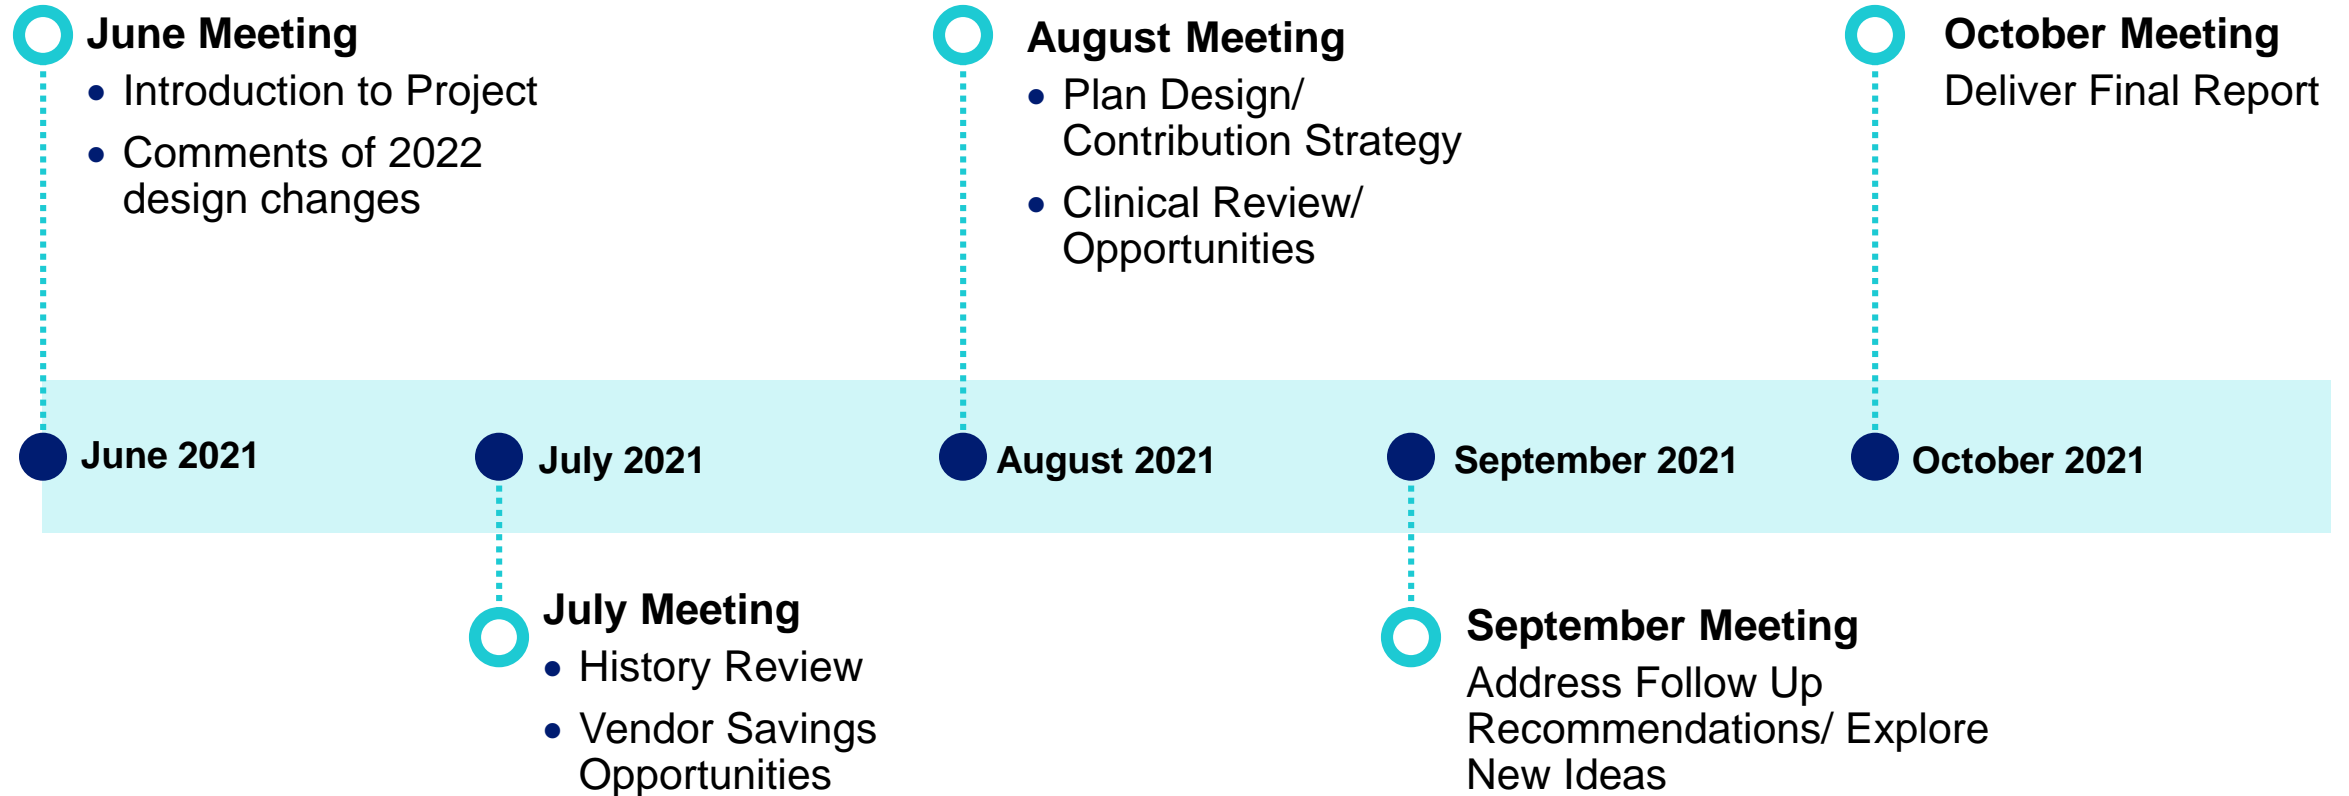 June Meeting
• Introduction to Project
• Comments of 2022
design changes
August Meeting
• Plan Design/
Contribution Strategy
• Clinical Review/
Opportunities
October Meeting
Deliver Final Report
June 2021
July 2021
August 2021
September 2021
October 2021
July Meeting
• History Review
• Vendor Savings
Opportunities
September Meeting
Address Follow Up
Recommendations/ Explore
New Ideas